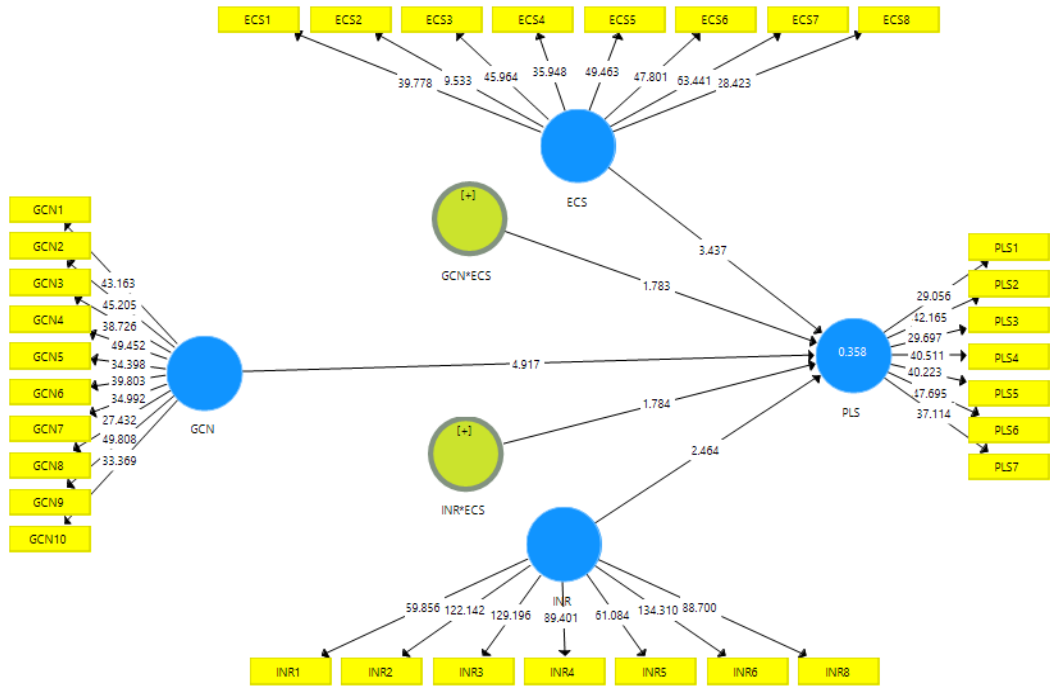 ECS1 ECS2 ECS3 ECS4 ECS5 ECS6 ECS7 ECS8
39.778 9.533 45.964 35.948 49.463 47.801 63.441 28.423
ECS
[+]
GCN*ECS
3.437
1.783
GCN1
GCN2
GCN3
GCN4
GCN5
GCN6
GCN7
GCN8
GCN9
GCN10
43.163
45.205
38.726
49.452
34.398
39.803
34.992
27.432
49.808
33.369
GCN
4.917
0.358
PLS
29.056
42.165
29.697
40.511
40.223
47.695
37.114
PLS1
PLS2
PLS3
PLS4
PLS5
PLS6
PLS7
1.784
[+]
INR*ECS
2.464
INR
59.856 122.142 129.196 89.401 61.084 134.310 88.700
INR1 INR2 INR3 INR4 INR5 INR6 INR8